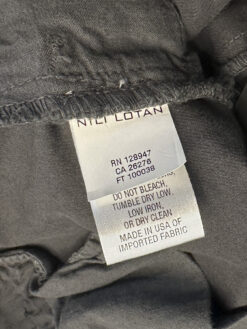 NILI LOTAN
RN 128947
CA 26276
FT 100038
DO NOT BLEACH,
TUMBLE DRY LOW
LOW IRON,
OR DRY CLEAN
MADE IN USA OF
IMPORTED FABRIC